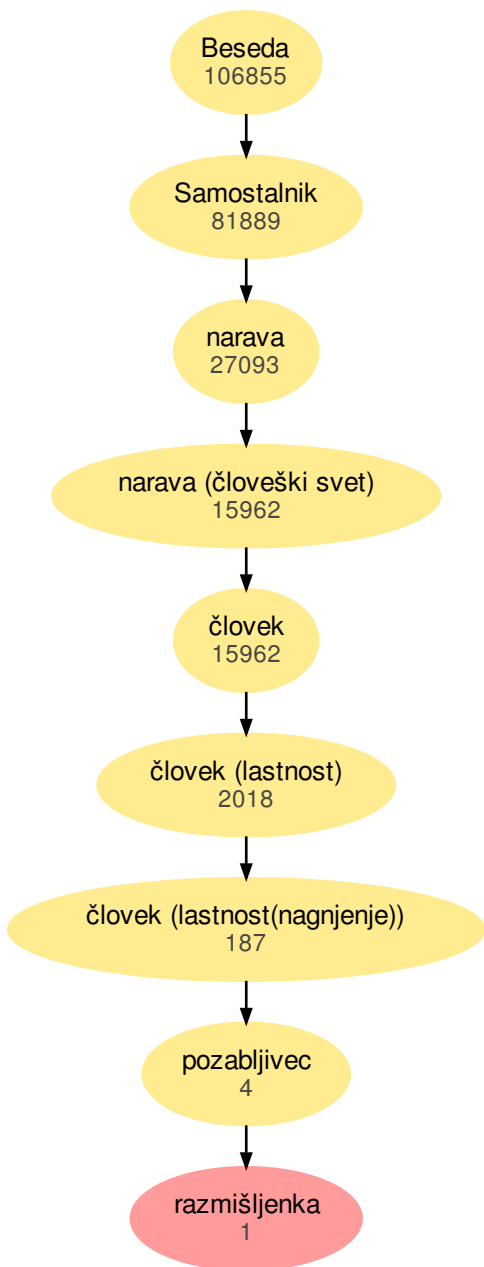 Beseda
106855
Samostalnik
81889
narava
27093
narava (človeški svet)
15962
človek
15962
človek (lastnost)
2018
človek (lastnost(nagnjenje))
187
pozabljivec
4
razmišljenka
1